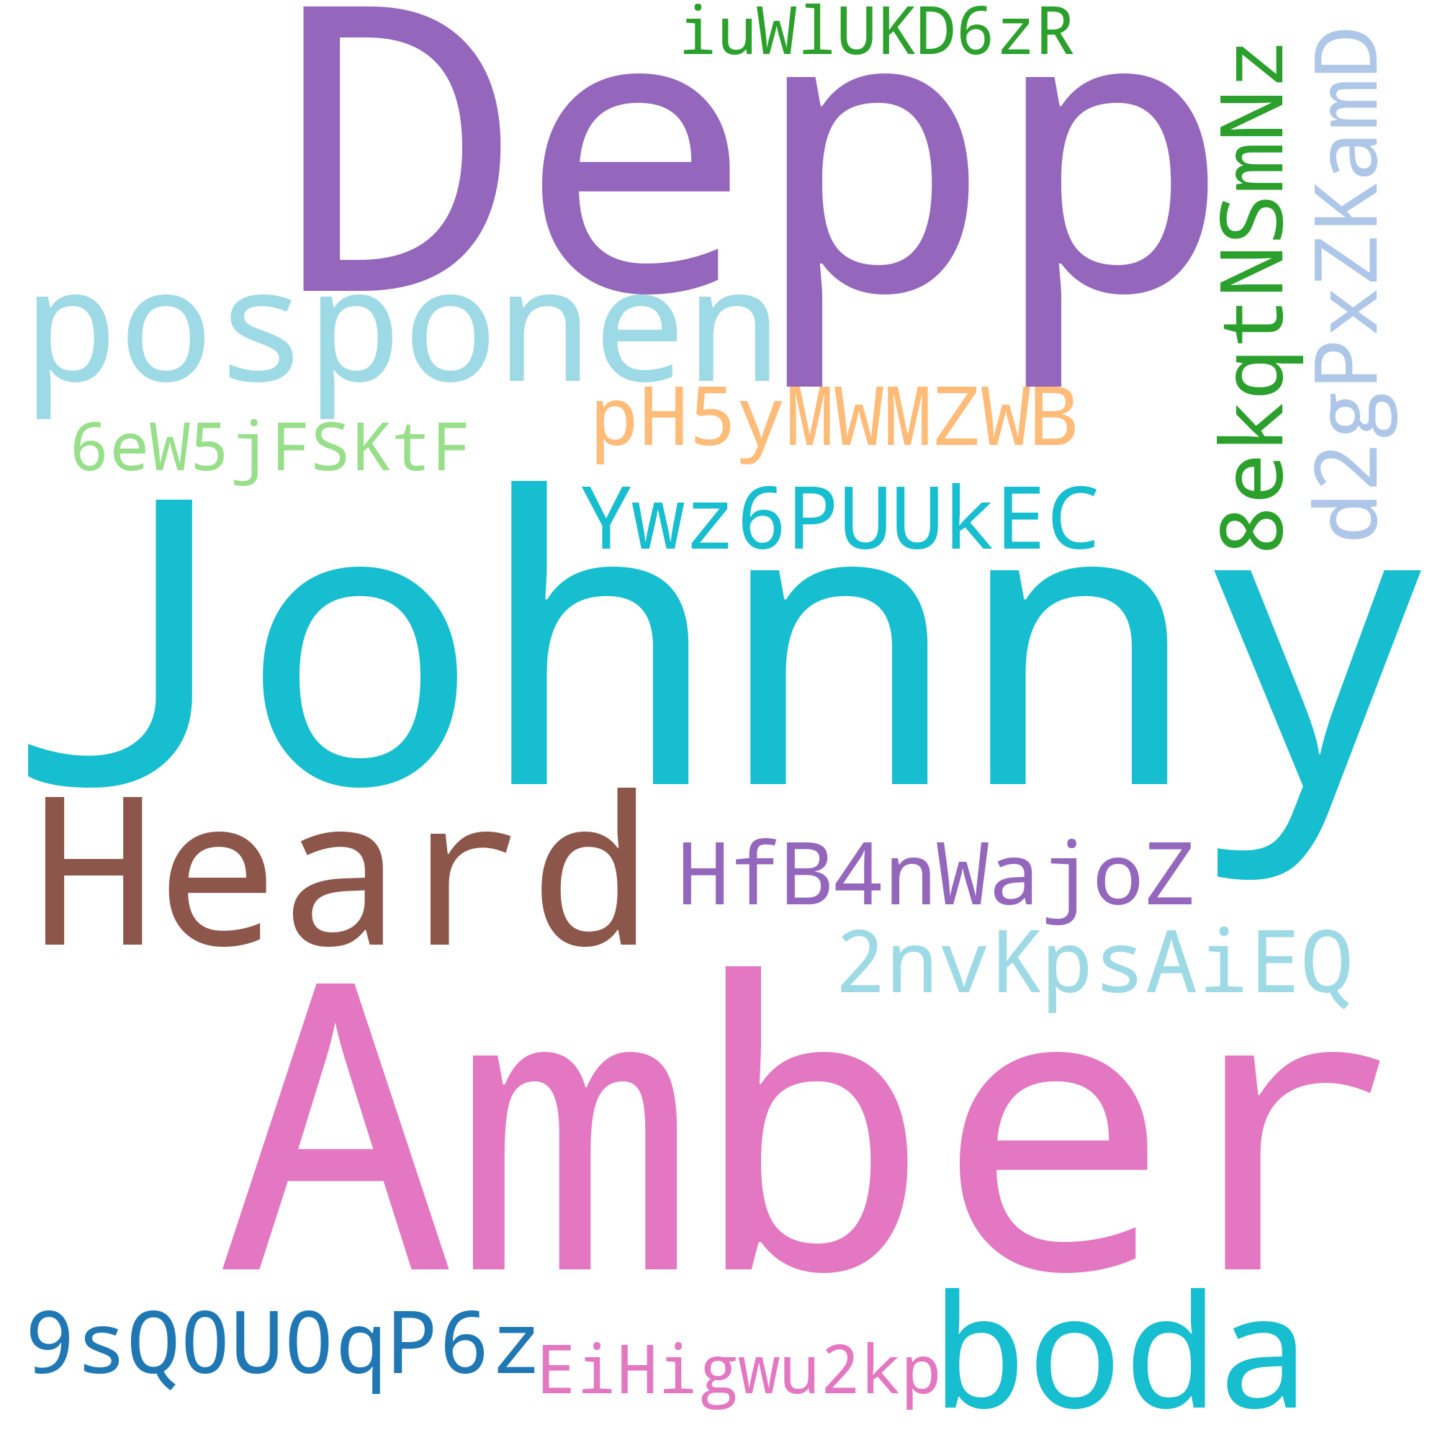 iuWlUKD6zR
Depp
8ekqtNSmNz
d2gPxZKamD
posponen
pH5yMWMZWB
6eW5jFSKtF
Ywz6PUUkEC
Johnny
Heard
HfB4nWajoZ
2nvKpsAiEQ
Amber
9sQ0U0qP6z
EiHigwu2kp
boda